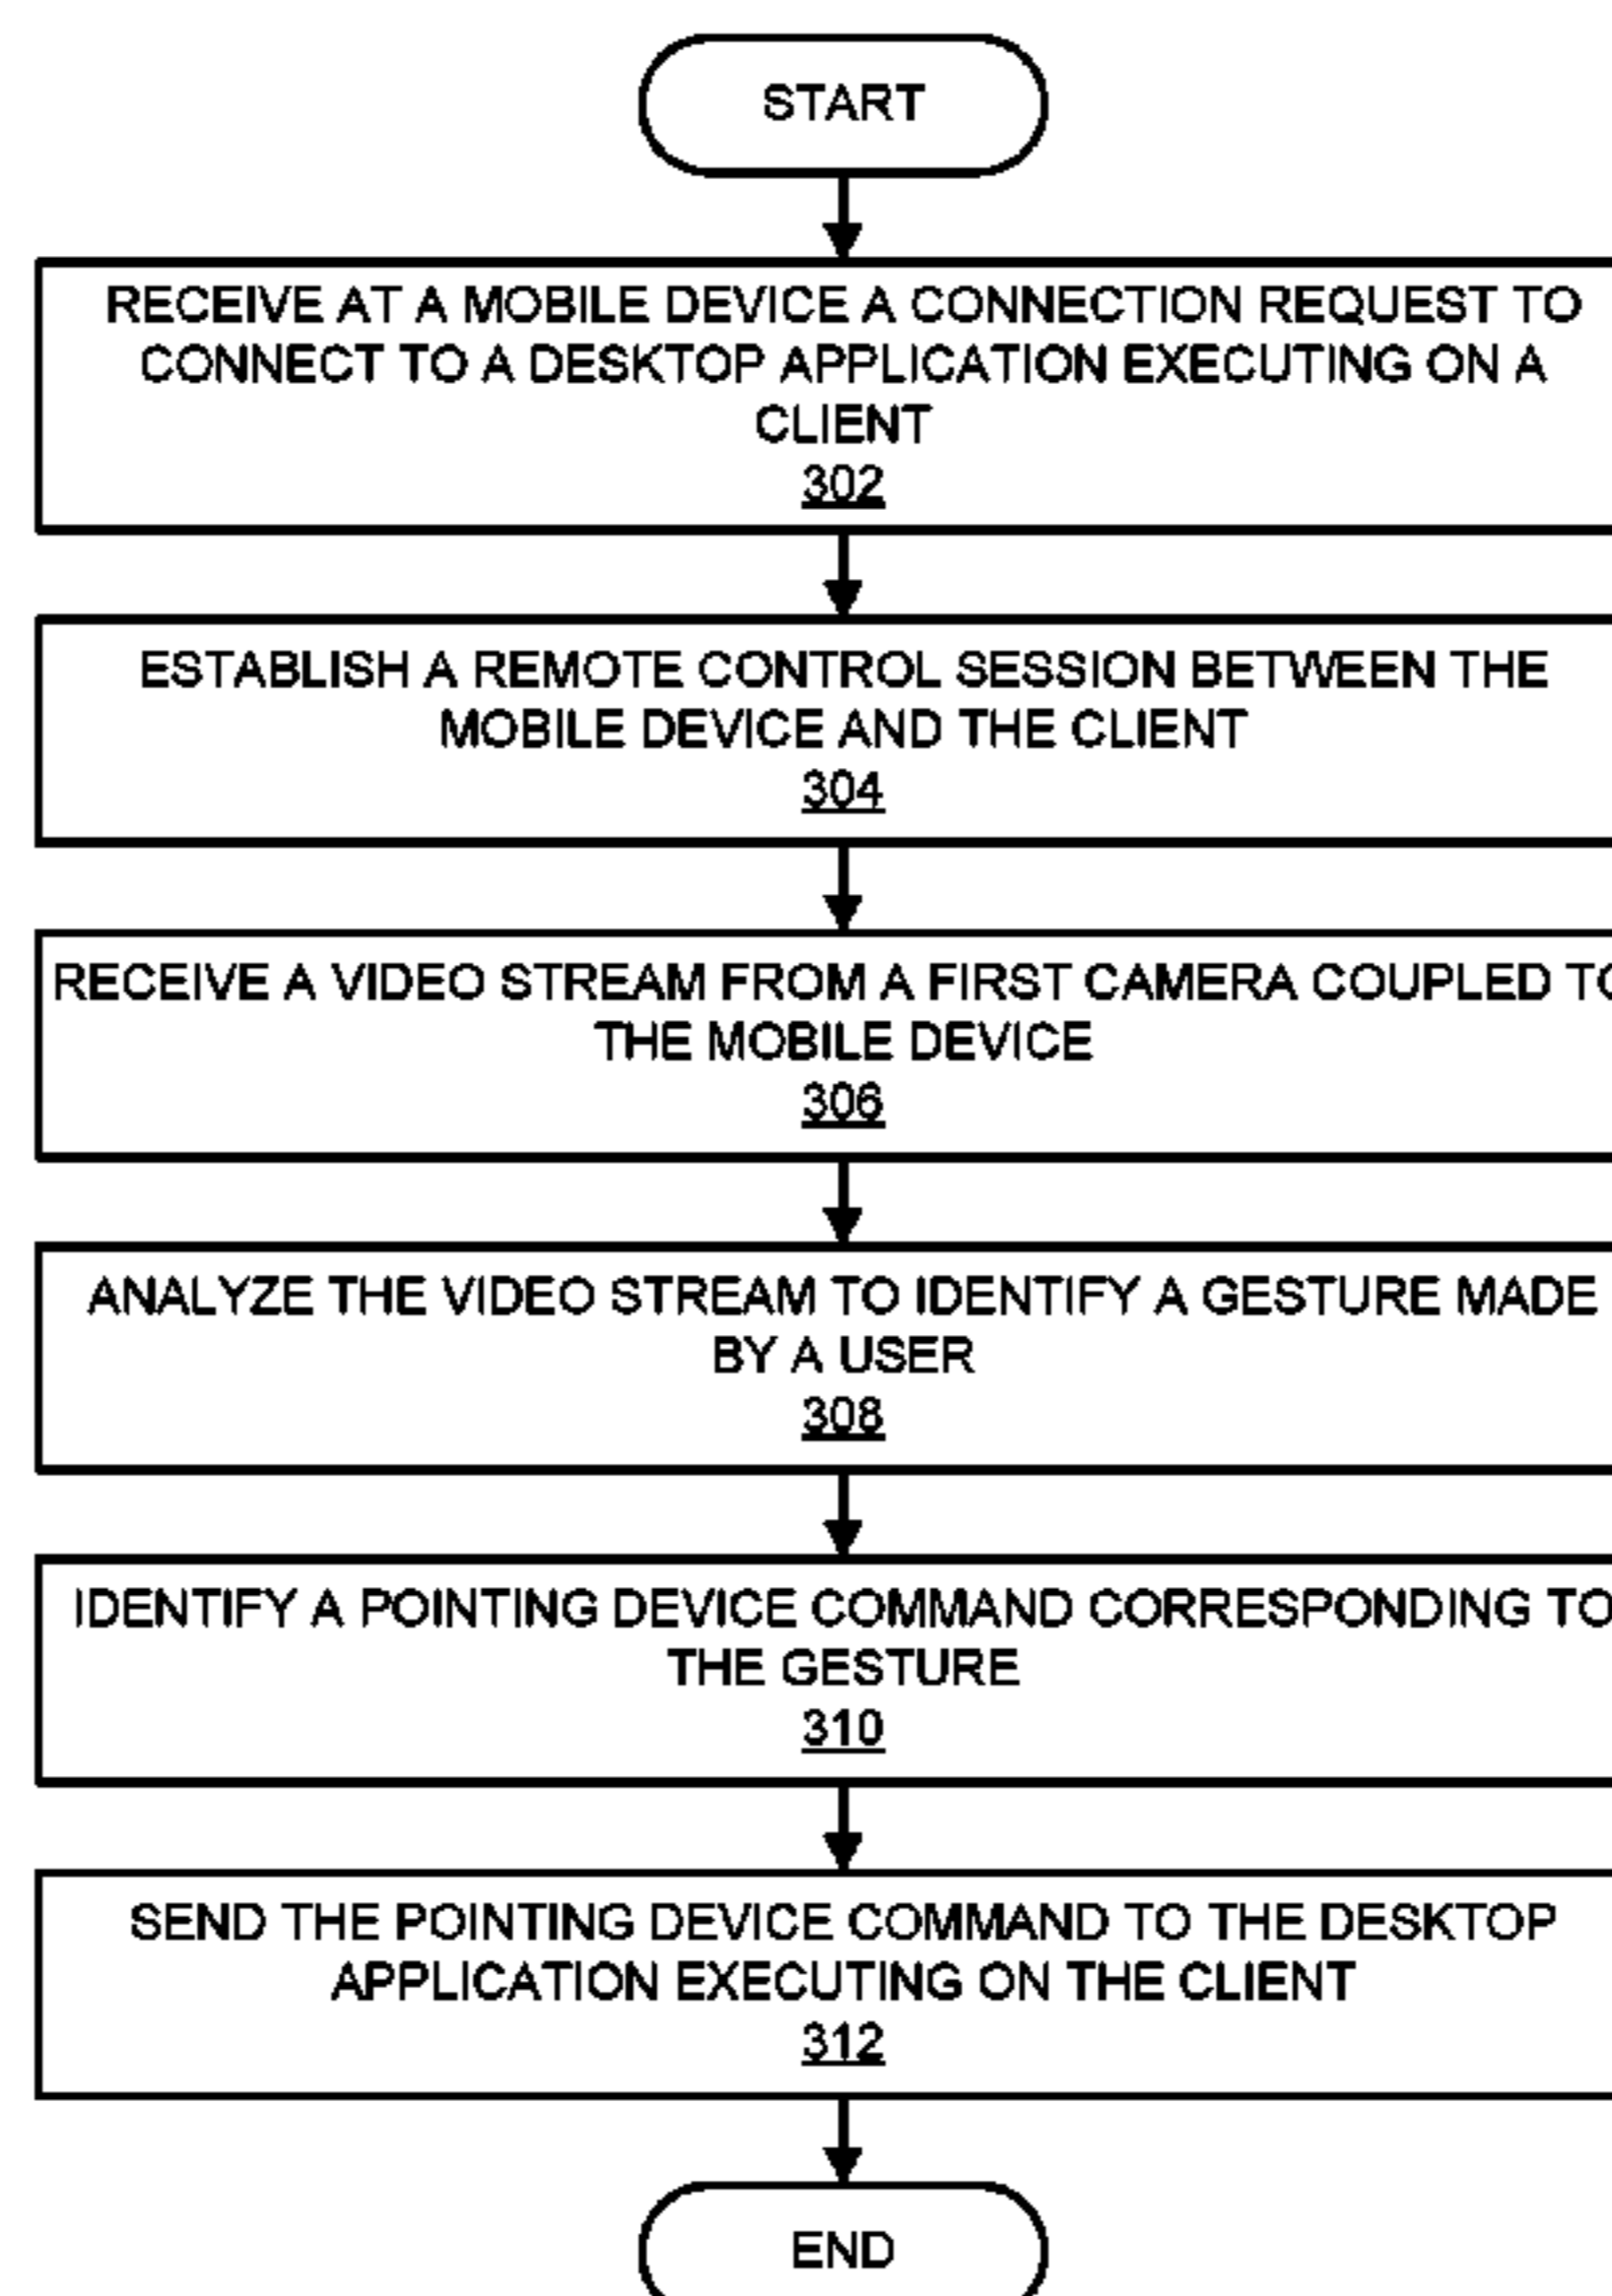 START
RECEIVE AT A MOBILE DEVICE A CONNECTION REQUEST TO
CONNECT TO A DESKTOP APPLICATION EXECUTING ON A
CLIENT
302
ESTABLISH A REMOTE CONTROL SESSION BETWEEN THE
MOBILE DEVICE AND THE CLIENT
304
RECEIVE A VIDEO STREAM FROM A FIRST CAMERA COUPLED TO
THE MOBILE DEVICE
306
ANALYZE THE VIDEO STREAM TO IDENTIFY A GESTURE MADE
BY A USER
308
IDENTIFY A POINTING DEVICE COMMAND CORRESPONDING TO
THE GESTURE
310
SEND THE POINTING DEVICE COMMAND TO THE DESKTOP
APPLICATION EXECUTING ON THE CLIENT
312
END